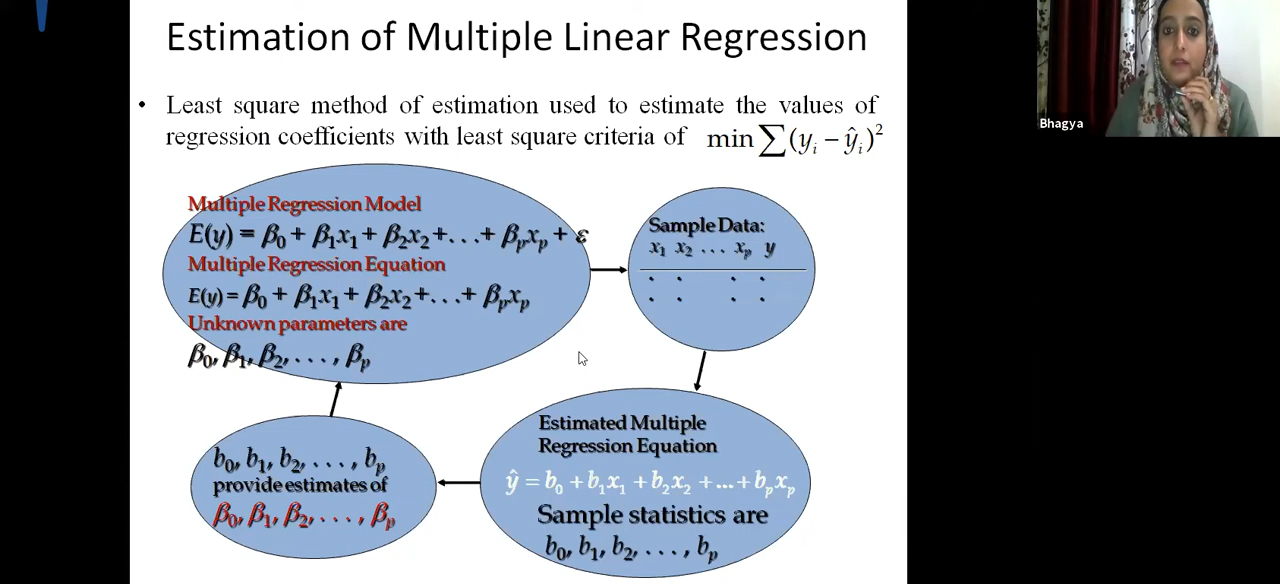 Estimation of Multiple Linear Regression
• Least square method of estimation used to estimate the values of
regression coefficients with least square criteria of min ∑(yᵢ − ŷᵢ)²
Bhagya
Multiple Regression Model
E(y) = β₀ + β₁x₁ + β₂x₂ +. . .+ βₚxₚ + ε
Multiple Regression Equation
E(y) = β₀ + β₁x₁ + β₂x₂ +. . .+ βₚxₚ
Unknown parameters are
β₀, β₁, β₂, . . . , βₚ
Sample Data:
x₁ x₂ . . . xₚ y
. . . .
. . . .
Estimated Multiple
Regression Equation
ŷ = b₀ + b₁x₁ + b₂x₂ + ... + bₚxₚ
Sample statistics are
b₀, b₁, b₂, . . . , bₚ
b₀, b₁, b₂, . . . , bₚ
provide estimates of
β₀, β₁, β₂, . . . , βₚ